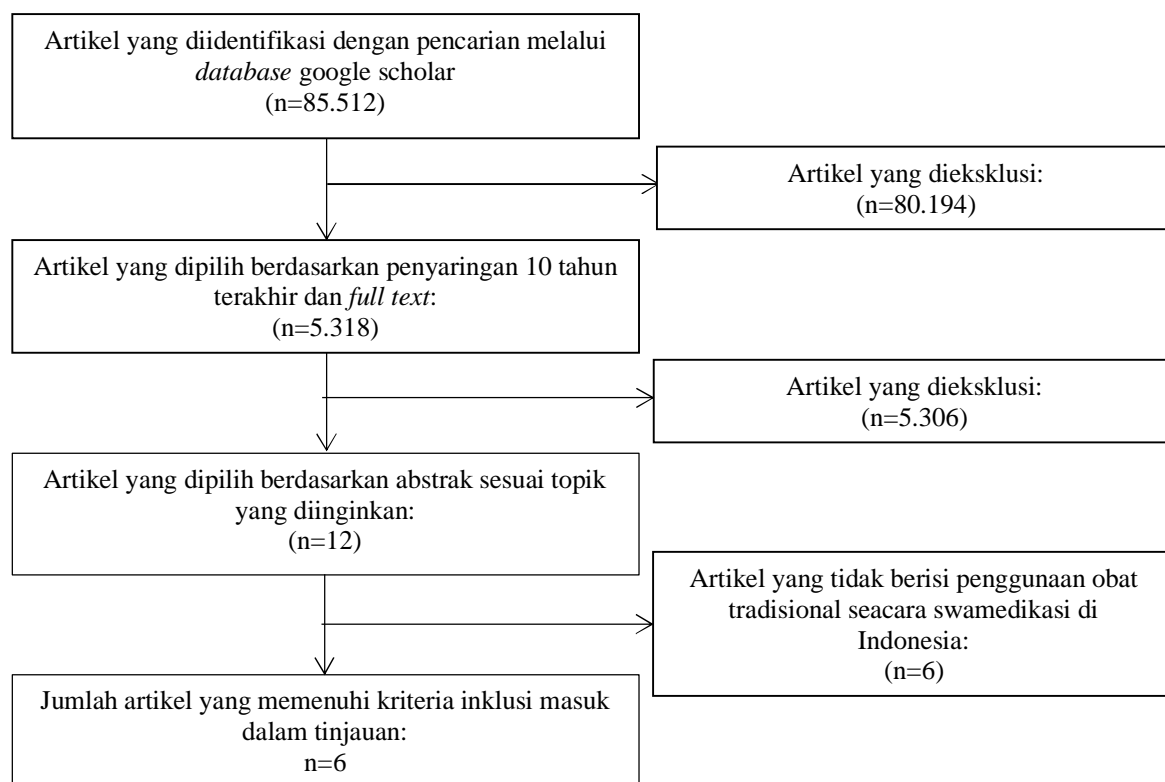 Artikel yang diidentifikasi dengan pencarian melalui
database google scholar
(n=85.512)
Artikel yang dieksklusi:
(n=80.194)
Artikel yang dipilih berdasarkan penyaringan 10 tahun
terakhir dan full text:
(n=5.318)
Artikel yang dieksklusi:
(n=5.306)
Artikel yang dipilih berdasarkan abstrak sesuai topik
yang diinginkan:
(n=12)
Artikel yang tidak berisi penggunaan obat
tradisional seacara swamedikasi di
Indonesia:
(n=6)
Jumlah artikel yang memenuhi kriteria inklusi masuk
dalam tinjauan:
n=6